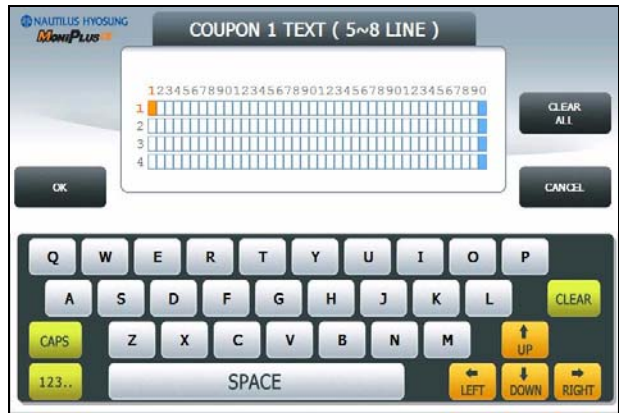 NAUTILUS HYOSUNG
MoniPlus
COUPON 1 TEXT ( 5~8 LINE )
1234567890123456789012345678901234567890
1
2
3
4
CLEAR ALL
OK
CANCEL
Q W E R T Y U I O P
A S D F G H J K L CLEAR
CAPS Z X C V B N M UP
123.. SPACE LEFT DOWN RIGHT